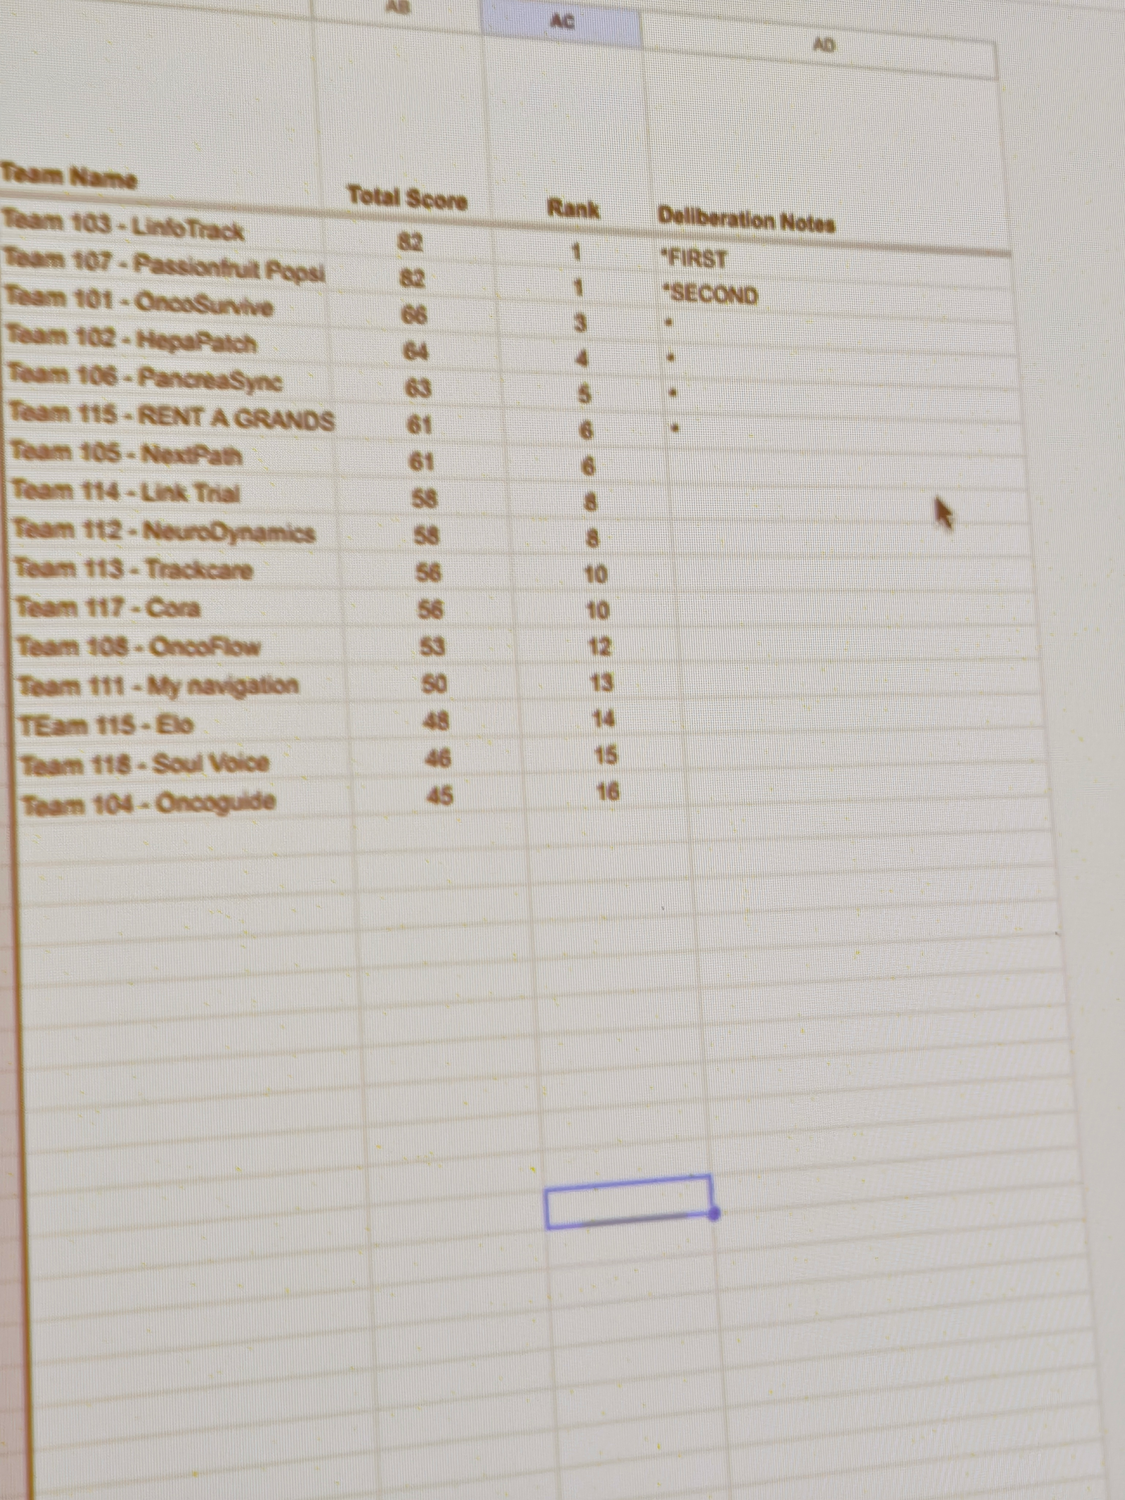 AB AC AD
Team Name Total Score Rank Deliberation Notes
Team 103 - LinfoTrack 82 1 *FIRST
Team 107 - Passionfruit Popsi 82 1 *SECOND
Team 101 - OncoSurvive 66 3 *
Team 102 - HepaPatch 64 4 *
Team 106 - PancreaSync 63 5 *
Team 115 - RENT A GRANDS 61 6 *
Team 105 - NextPath 61 6
Team 114 - Link Trial 58 8
Team 112 - NeuroDynamics 58 8
Team 113 - Trackcare 56 10
Team 117 - Cora 56 10
Team 108 - OncoFlow 53 12
Team 111 - My navigation 50 13
TEam 115 - Elo 48 14
Team 118 - Soul Voice 46 15
Team 104 - Oncoguide 45 16